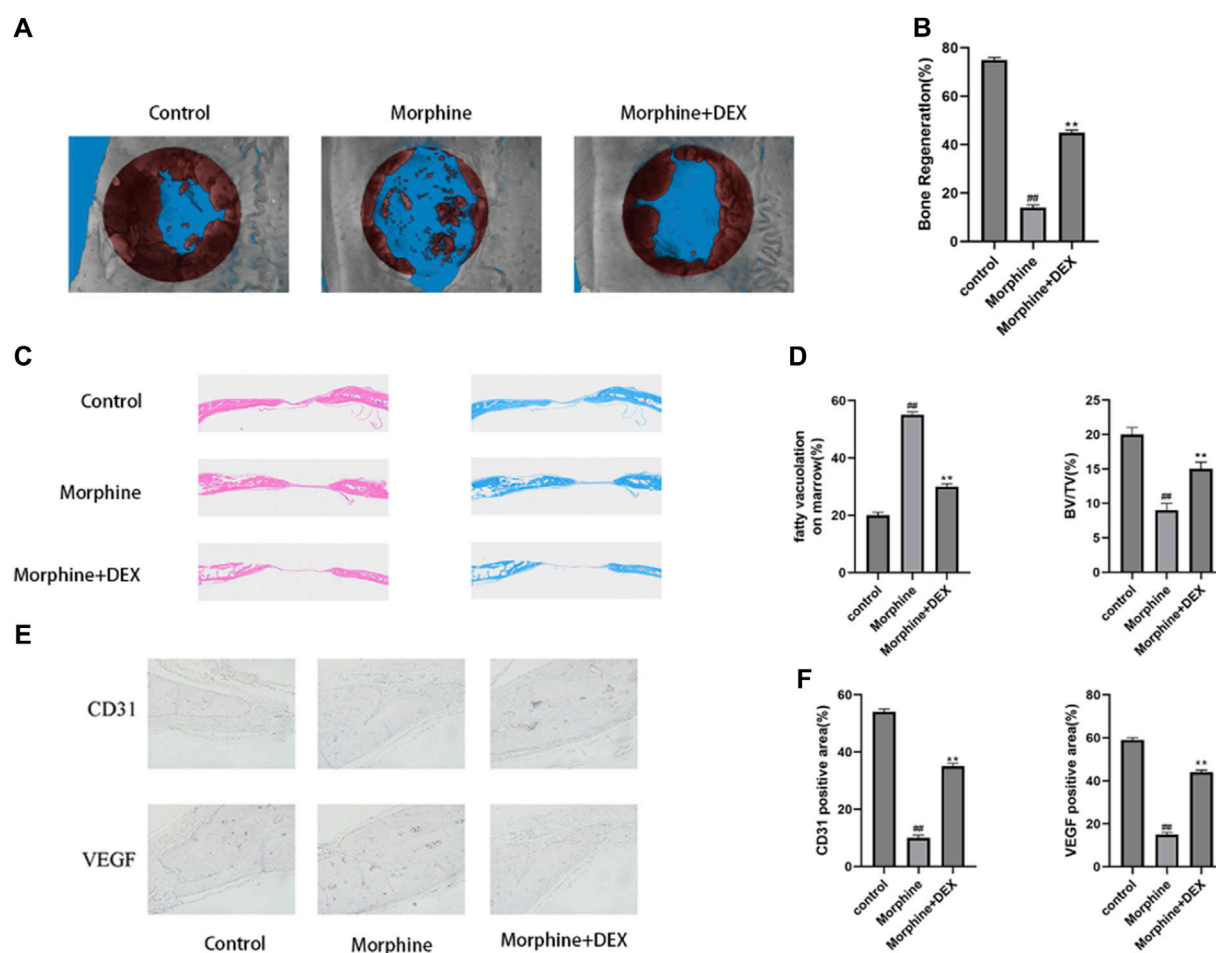 A
Control
Morphine
Morphine+DEX
B
Bone Regeneration(%)
80
60
40
20
0
##
**
control
Morphine
Morphine+DEX
C
Control
Morphine
Morphine+DEX
D
fatty vacuolation
on marrow(%)
60
40
20
0
##
**
control
Morphine
Morphine+DEX
BV/TV(%)
25
20
15
10
5
0
##
**
control
Morphine
Morphine+DEX
E
CD31
VEGF
Control
Morphine
Morphine+DEX
F
CD31 positive area(%)
60
40
20
0
##
**
control
Morphine
Morphine+DEX
VEGF positive area(%)
80
60
40
20
0
##
**
control
Morphine
Morphine+DEX